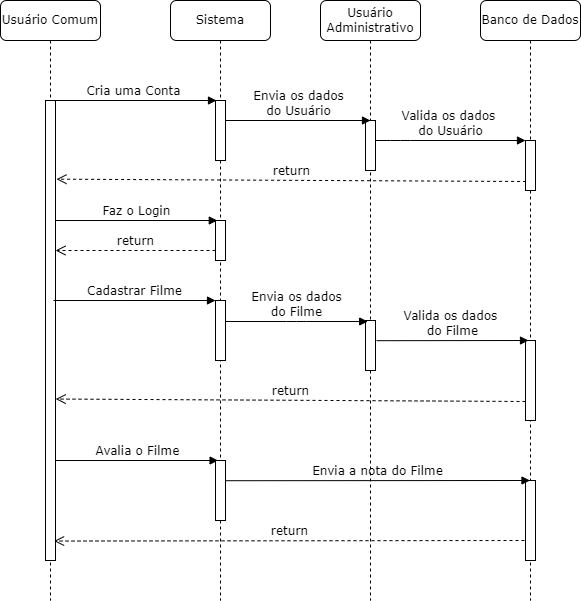 Usuário Comum
Sistema
Usuário
Administrativo
Banco de Dados
Cria uma Conta
Envia os dados
do Usuário
Valida os dados
do Usuário
return
Faz o Login
return
Cadastrar Filme
Envia os dados
do Filme
Valida os dados
do Filme
return
Avalia o Filme
Envia a nota do Filme
return